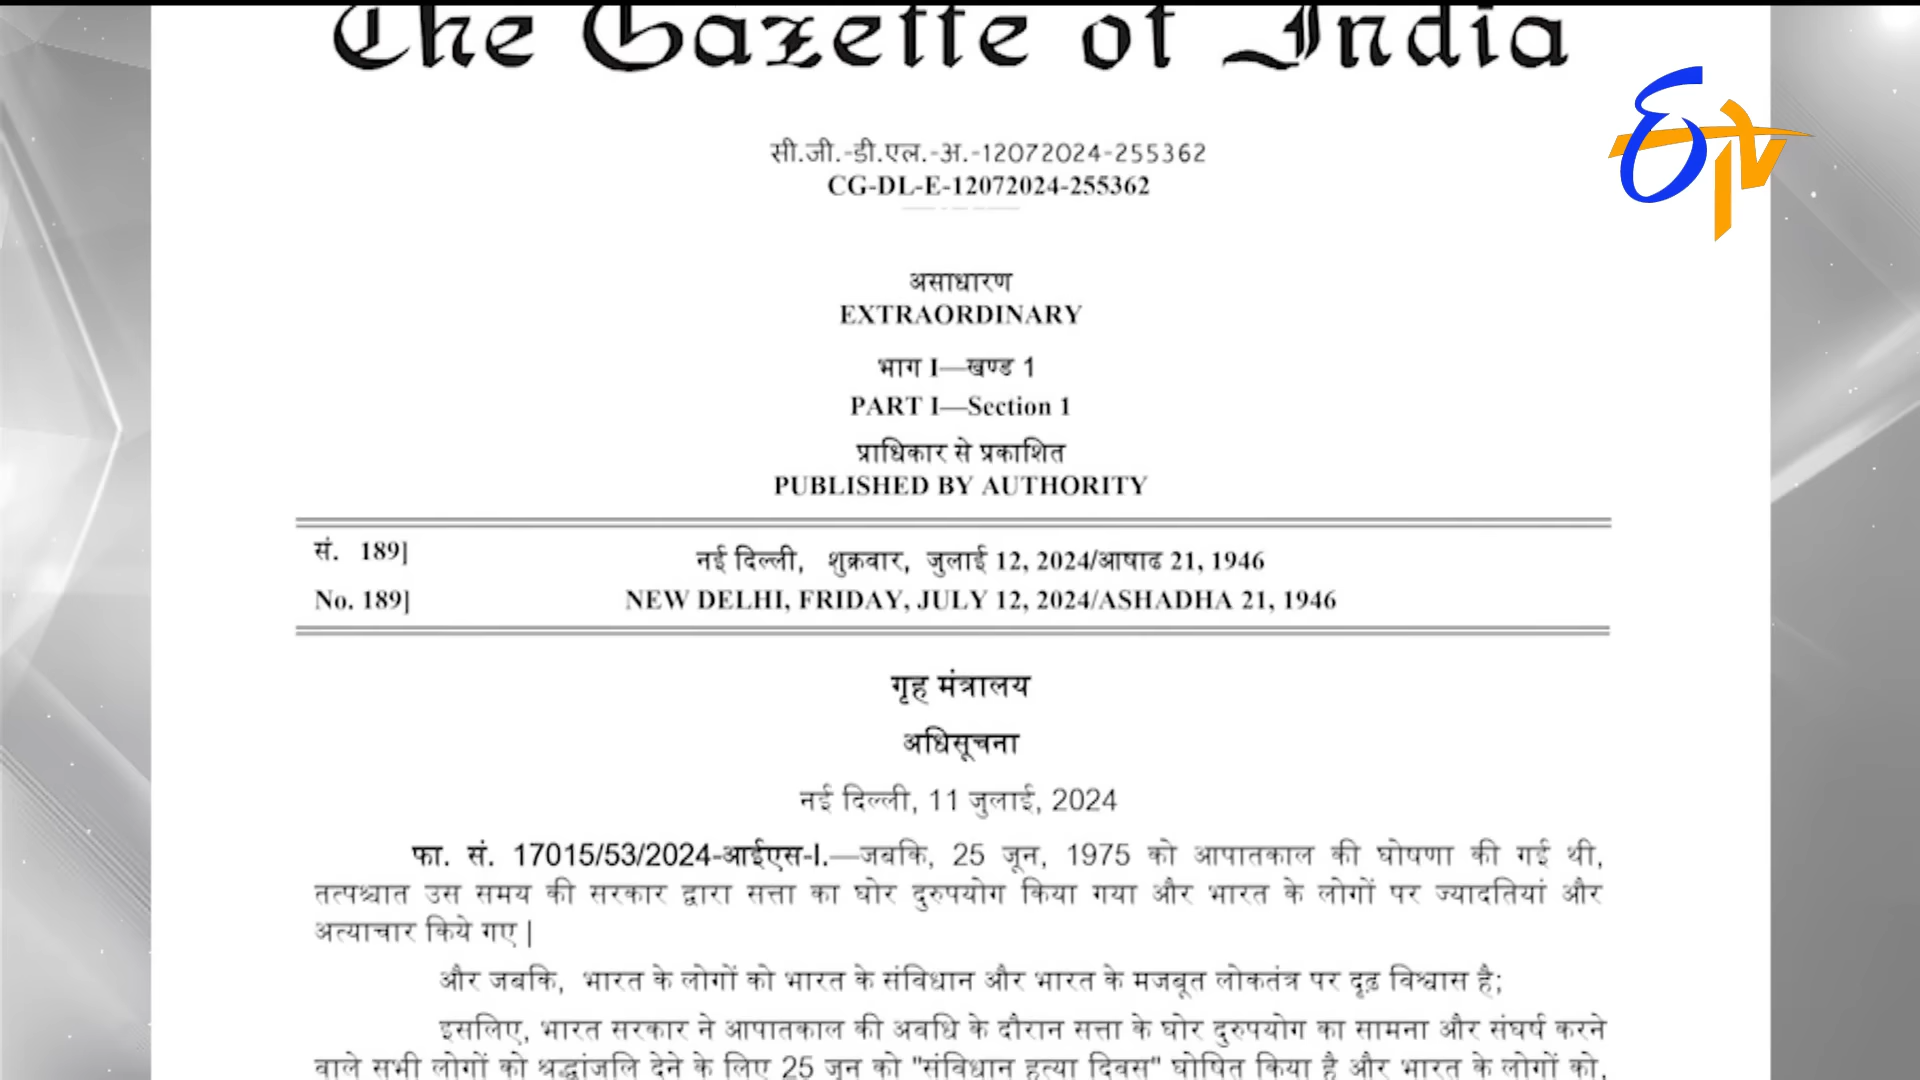 The Gazette of India
सी.जी.-डी.एल.-अ.-12072024-255362
CG-DL-E-12072024-255362
असाधारण
EXTRAORDINARY
भाग I—खण्ड 1
PART I—Section 1
प्राधिकार से प्रकाशित
PUBLISHED BY AUTHORITY
सं. 189]
नई दिल्ली, शुक्रवार, जुलाई 12, 2024/आषाढ 21, 1946
No. 189]
NEW DELHI, FRIDAY, JULY 12, 2024/ASHADHA 21, 1946
गृह मंत्रालय
अधिसूचना
नई दिल्ली, 11 जुलाई, 2024
फा. सं. 17015/53/2024-आईएस-I.—जबकि, 25 जून, 1975 को आपातकाल की घोषणा की गई थी,
तत्पश्चात उस समय की सरकार द्वारा सत्ता का घोर दुरुपयोग किया गया और भारत के लोगों पर ज्यादतियां और
अत्याचार किये गए |
और जबकि, भारत के लोगों को भारत के संविधान और भारत के मजबूत लोकतंत्र पर दृढ़ विश्वास है;
इसलिए, भारत सरकार ने आपातकाल की अवधि के दौरान सत्ता के घोर दुरुपयोग का सामना और संघर्ष करने
वाले सभी लोगों को श्रद्धांजलि देने के लिए 25 जून को "संविधान हत्या दिवस" घोषित किया है और भारत के लोगों को,
ETV